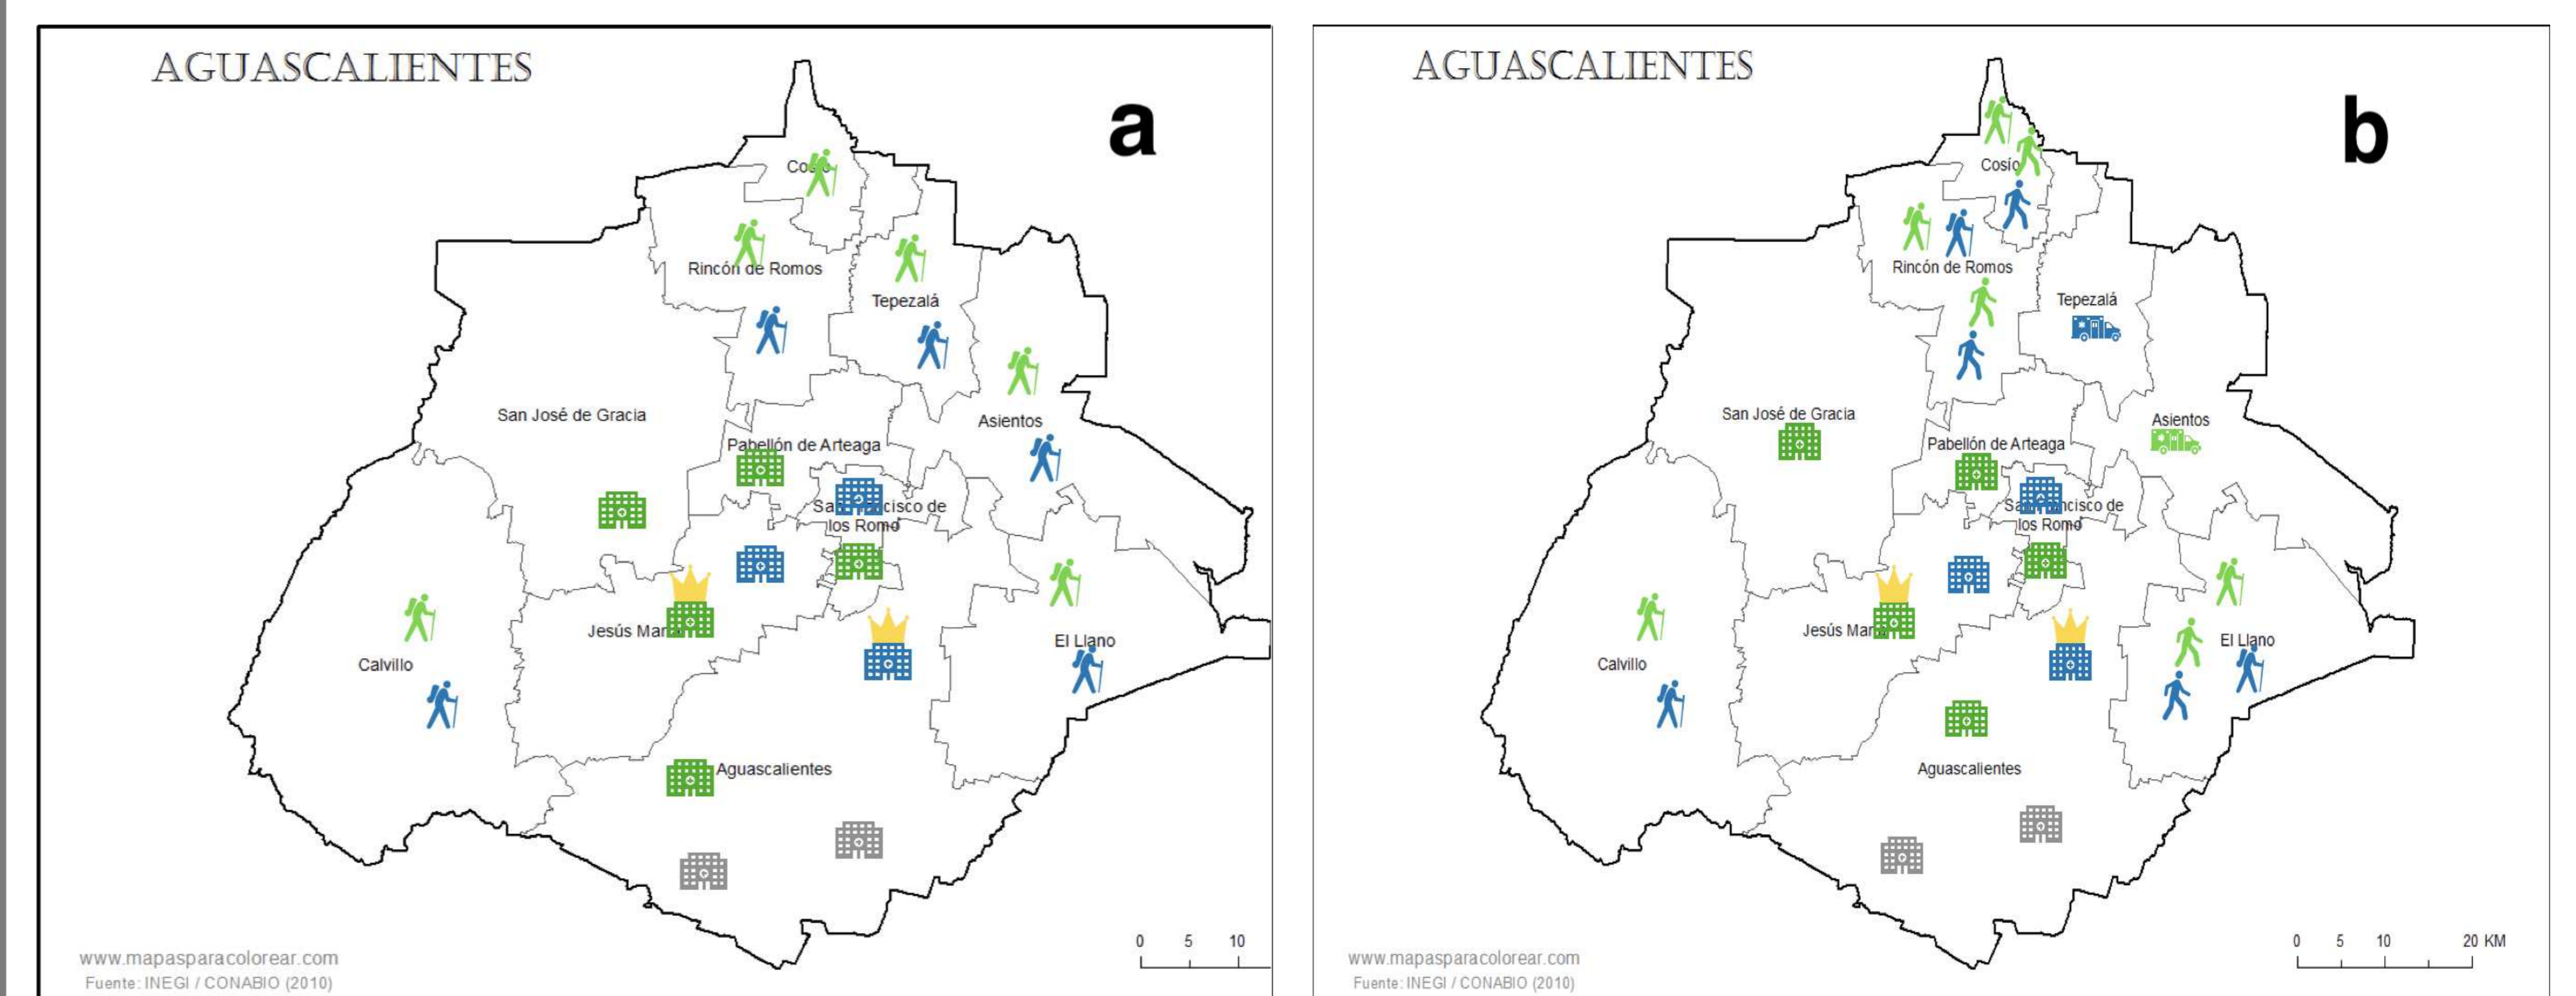 AGUASCALIENTES
a
Rincón de Romos
Tepezalá
San José de Gracia
Asientos
Pabellón de Arteaga
los Romo
Jesús
El Llano
Calvillo
Aguascalientes
0 5 10
www.mapasparacolorear.com
Fuente: INEGI / CONABIO (2010)
AGUASCALIENTES
b
Cosío
Rincón de Romos
Tepezalá
San José de Gracia
Asientos
Pabellón de Arteaga
los Romo
Jesús
El Llano
Calvillo
Aguascalientes
0 5 10 20 KM
www.mapasparacolorear.com
Fuente: INEGI / CONABIO (2010)